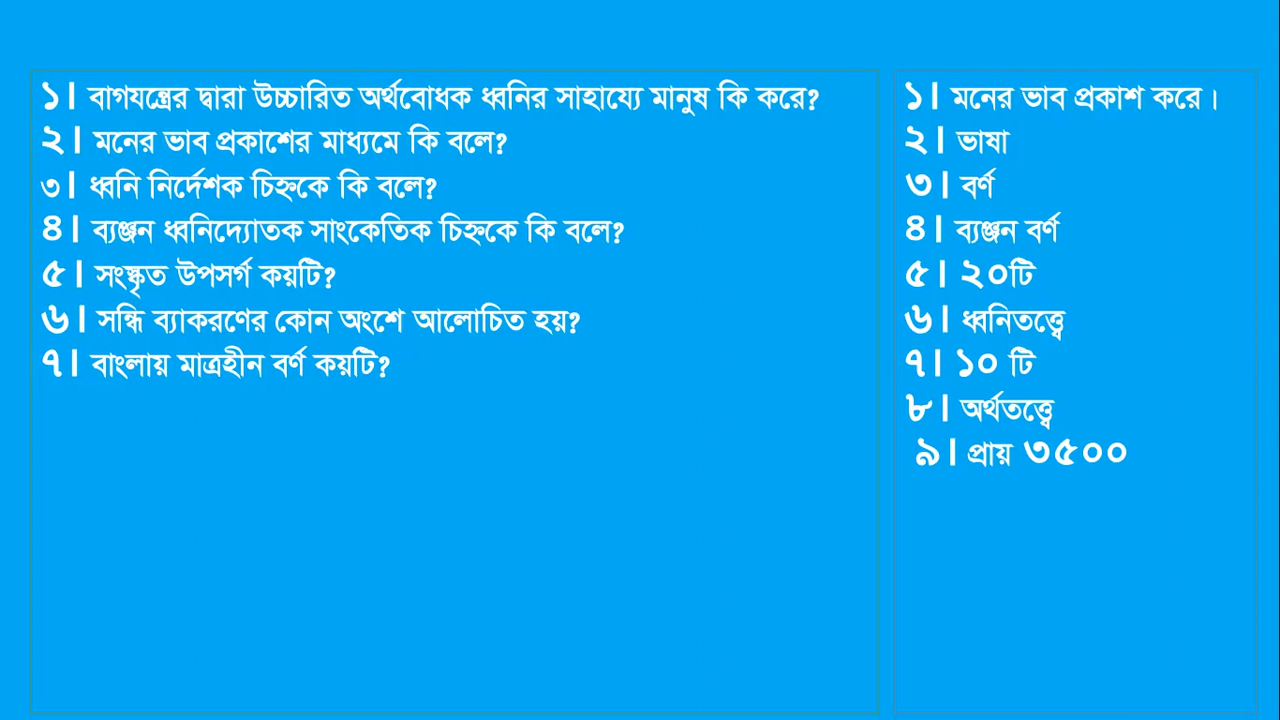 ১। বাগযন্ত্রের দ্বারা উচ্চারিত অর্থবোধক ধ্বনির সাহায্যে মানুষ কি করে?
২। মনের ভাব প্রকাশের মাধ্যমে কি বলে?
৩। ধ্বনি নির্দেশক চিহ্নকে কি বলে?
৪। ব্যঞ্জন ধ্বনিদ্যোতক সাংকেতিক চিহ্নকে কি বলে?
৫। সংস্কৃত উপসর্গ কয়টি?
৬। সন্ধি ব্যাকরণের কোন অংশে আলোচিত হয়?
৭। বাংলায় মাত্রহীন বর্ণ কয়টি?
১। মনের ভাব প্রকাশ করে।
২। ভাষা
৩। বর্ণ
৪। ব্যঞ্জন বর্ণ
৫। ২০টি
৬। ধ্বনিতত্ত্বে
৭। ১০ টি
৮। অর্থতত্ত্বে
৯। প্রায় ৩৫০০